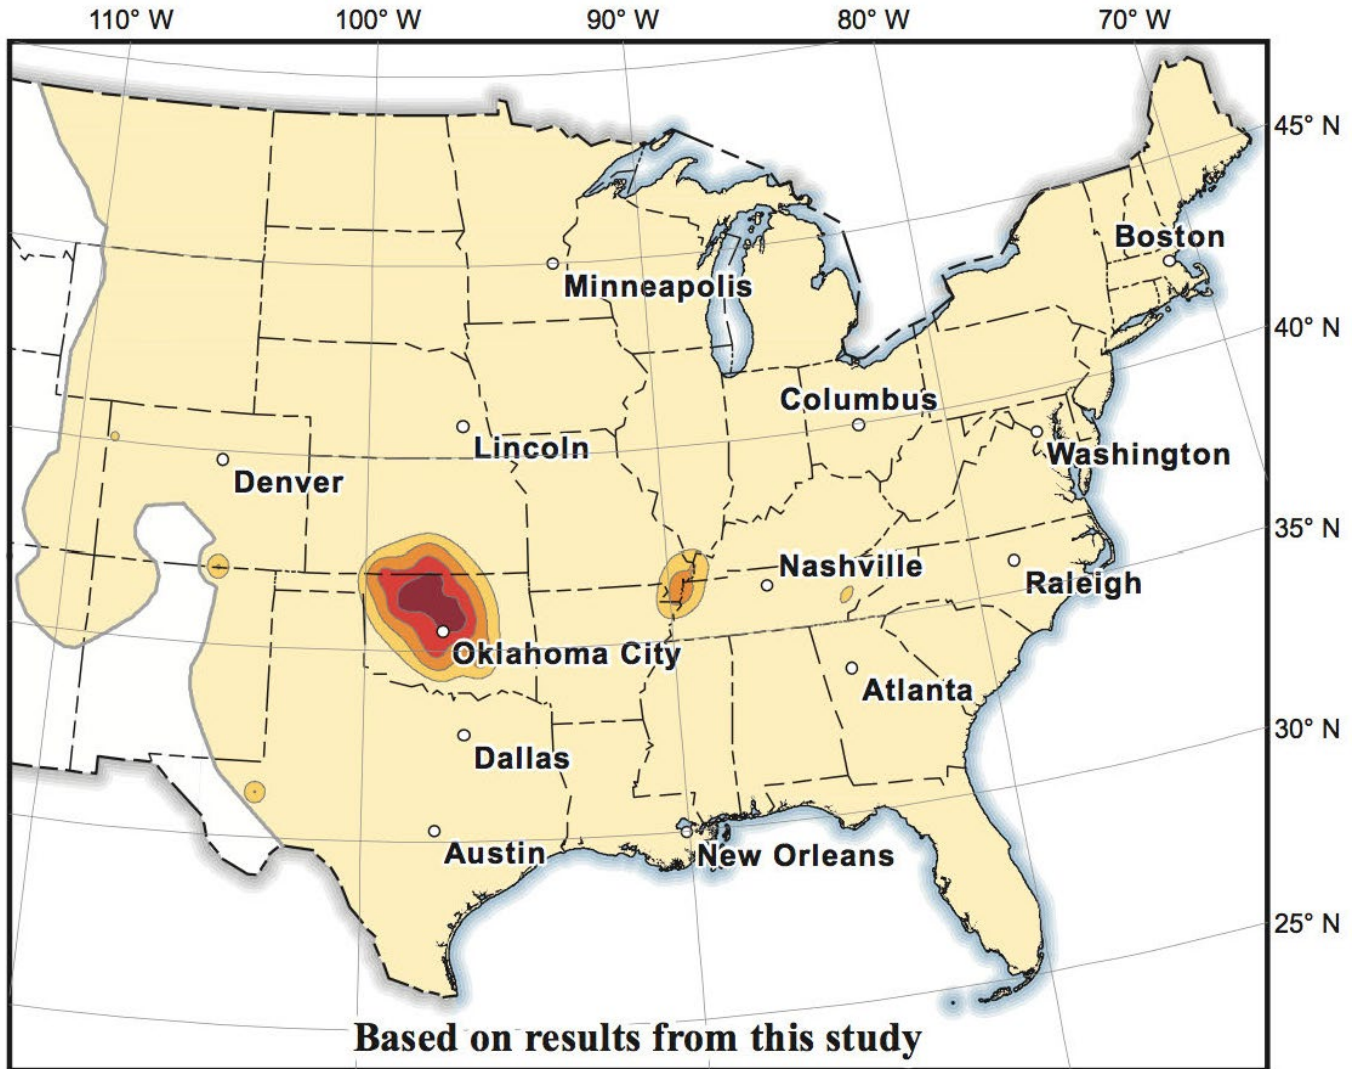 110° W 100° W 90° W 80° W 70° W
45° N
Boston
Minneapolis
40° N
Columbus
Lincoln
Washington
Denver
35° N
Nashville
Raleigh
Oklahoma City
Atlanta
30° N
Dallas
Austin
New Orleans
25° N
Based on results from this study